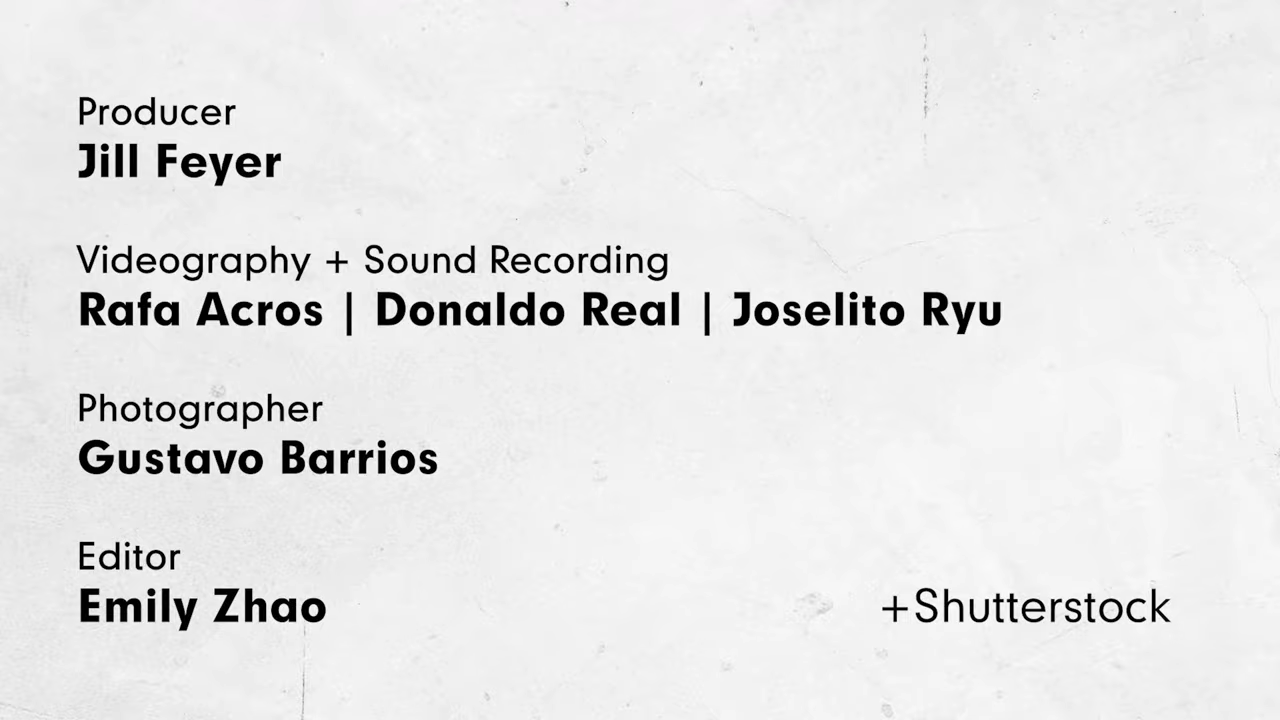 Producer
Jill Feyer
Videography + Sound Recording
Rafa Acros | Donaldo Real | Joselito Ryu
Photographer
Gustavo Barrios
Editor
Emily Zhao
+Shutterstock